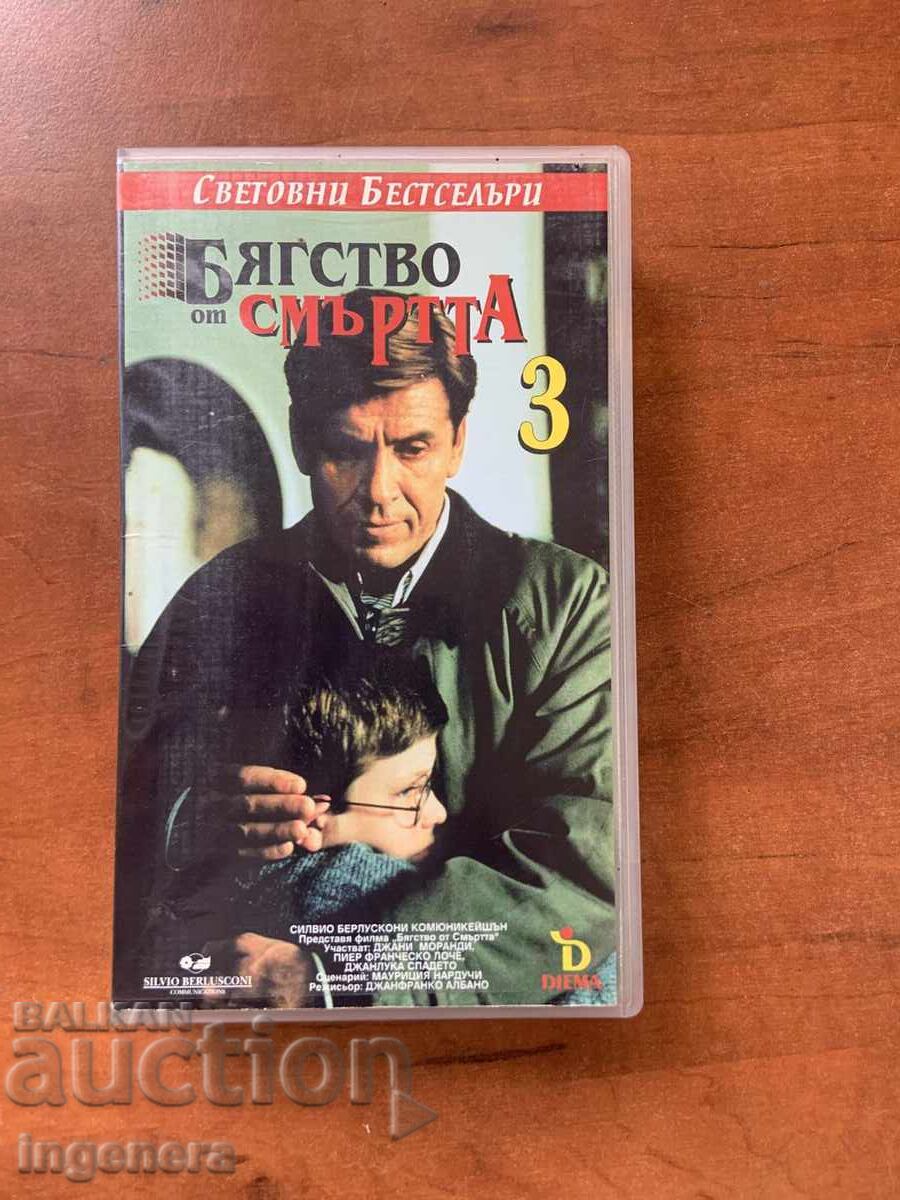 СВЕТОВНИ БЕСТСЕЛЪРИ
БЯГСТВО
от СМЪРТТА
3
СИЛВИО БЕРЛУСКОНИ КОМЮНИКЕЙШЪН
Представя филма „Бягство от Смъртта“
Участват: ДЖАНИ МОРАНДИ,
ПИЕР ФРАНЧЕСКО ЛОЧЕ,
ДЖАНЛУКА СПАДЕТО
Сценарий: МАУРИЦИЯ НАРДУЧИ
Режисьор: ДЖАНФРАНКО АЛБАНО
SILVIO BERLUSCONI
COMMUNICATIONS
DIEMA
BALKAN
auction
ingenera